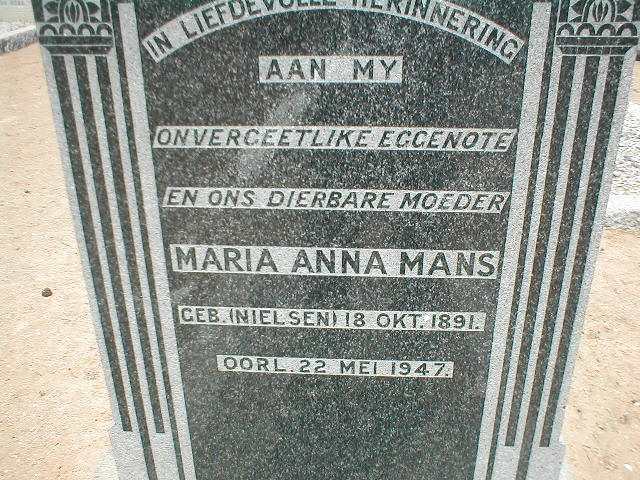 IN LIEFDEVOLLE HERINNERING
AAN MY
ONVERGEETLIKE EGGENOTE
EN ONS DIERBARE MOEDER
MARIA ANNA MANS
GEB. (NIELSEN) 18 OKT. 1891.
OORL. 22 MEI 1947.